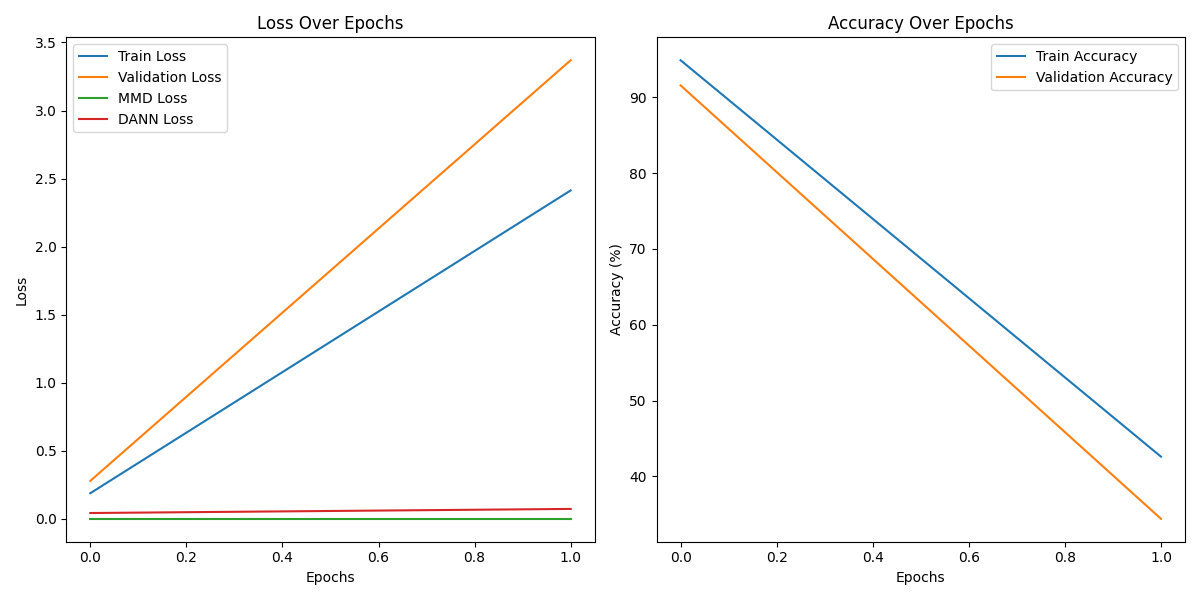 Loss Over Epochs
Train Loss
Validation Loss
MMD Loss
DANN Loss
3.5
3.0
2.5
2.0
1.5
1.0
0.5
0.0
Loss
0.0 0.2 0.4 0.6 0.8 1.0
Epochs
Accuracy Over Epochs
Train Accuracy
Validation Accuracy
90
80
70
60
50
40
Accuracy (%)
0.0 0.2 0.4 0.6 0.8 1.0
Epochs